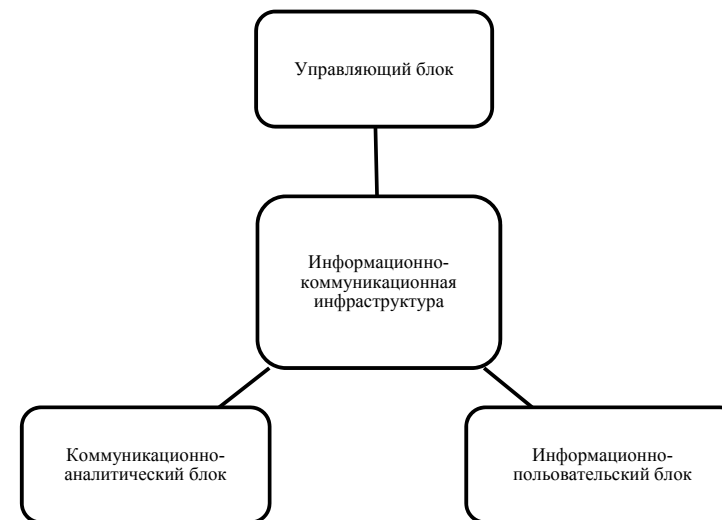 Управляющий блок
Информационно-
коммуникационная
инфраструктура
Коммуникационно-
аналитический блок
Информационно-
польовательский блок